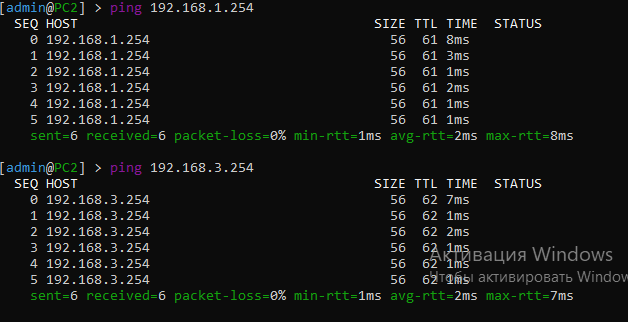 [admin@PC2] > ping 192.168.1.254
SEQ HOST SIZE TTL TIME STATUS
0 192.168.1.254 56 61 8ms
1 192.168.1.254 56 61 3ms
2 192.168.1.254 56 61 1ms
3 192.168.1.254 56 61 2ms
4 192.168.1.254 56 61 1ms
5 192.168.1.254 56 61 1ms
sent=6 received=6 packet-loss=0% min-rtt=1ms avg-rtt=2ms max-rtt=8ms
[admin@PC2] > ping 192.168.3.254
SEQ HOST SIZE TTL TIME STATUS
0 192.168.3.254 56 62 7ms
1 192.168.3.254 56 62 1ms
2 192.168.3.254 56 62 2ms
3 192.168.3.254 56 62 1ms
4 192.168.3.254 56 62 1ms
5 192.168.3.254 56 62 1ms
sent=6 received=6 packet-loss=0% min-rtt=1ms avg-rtt=2ms max-rtt=7ms
Активация Windows
Чтобы активировать Window